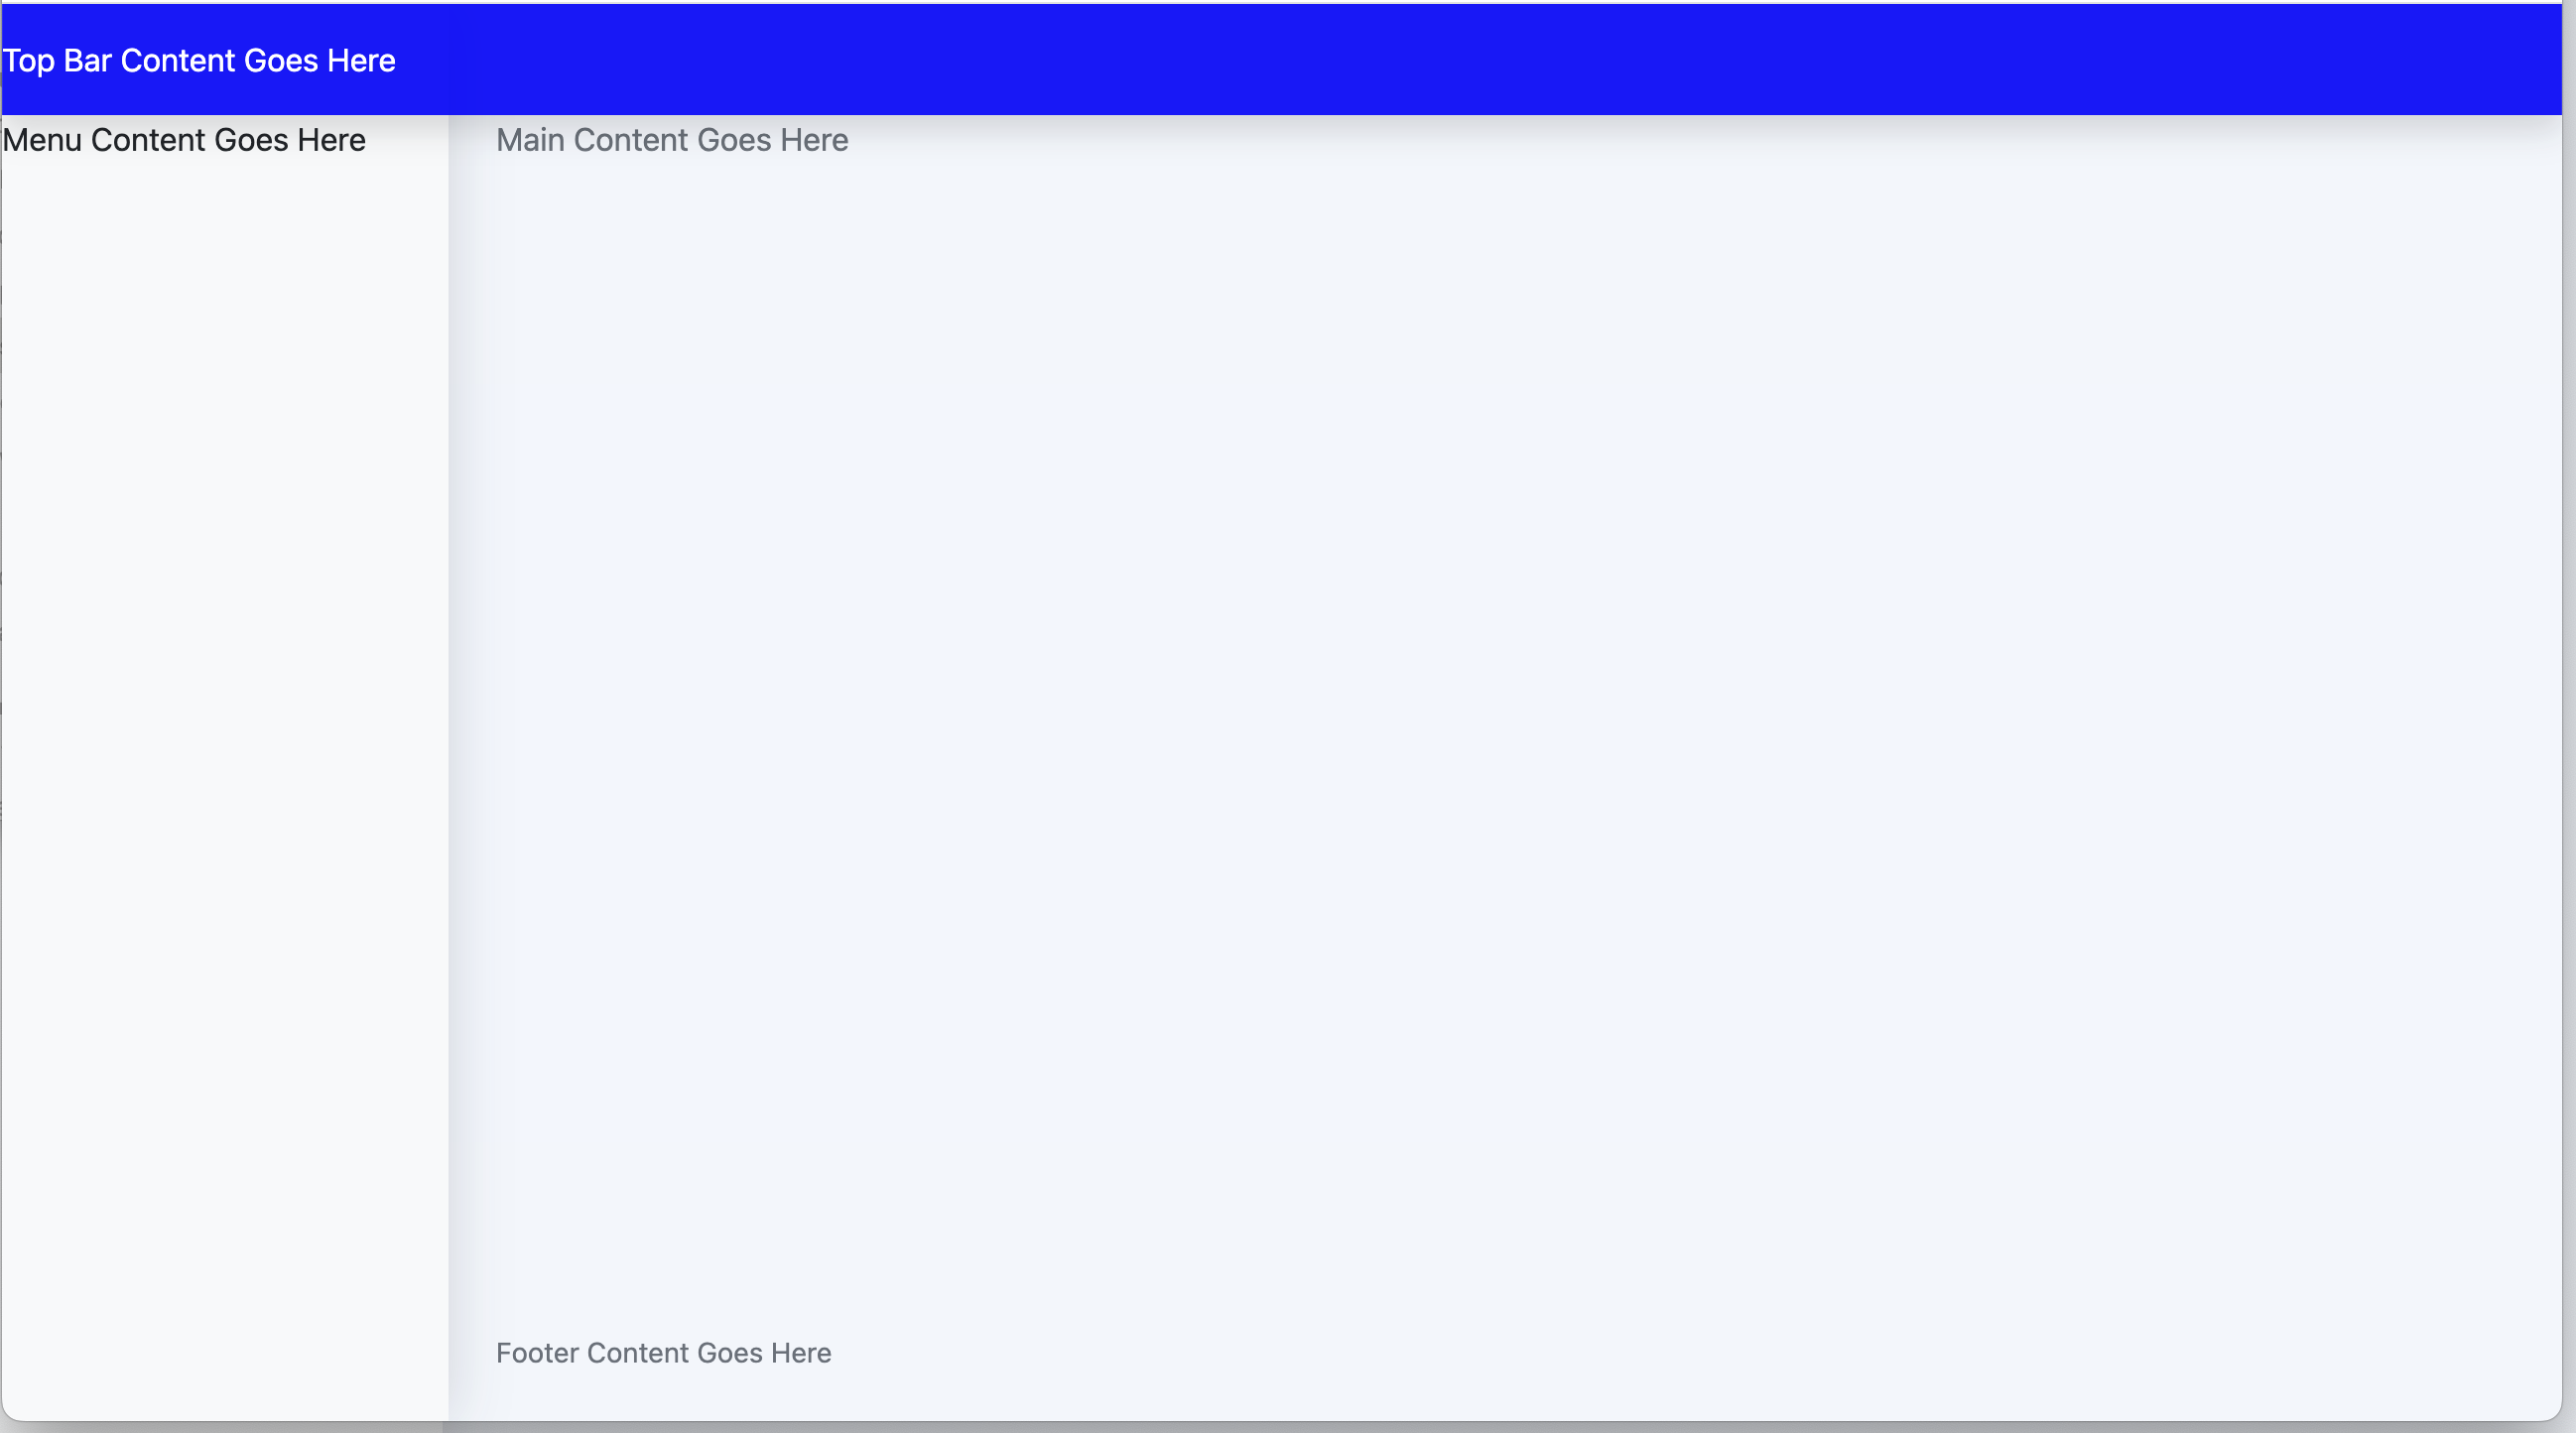 Top Bar Content Goes Here
Menu Content Goes Here
Main Content Goes Here
Footer Content Goes Here